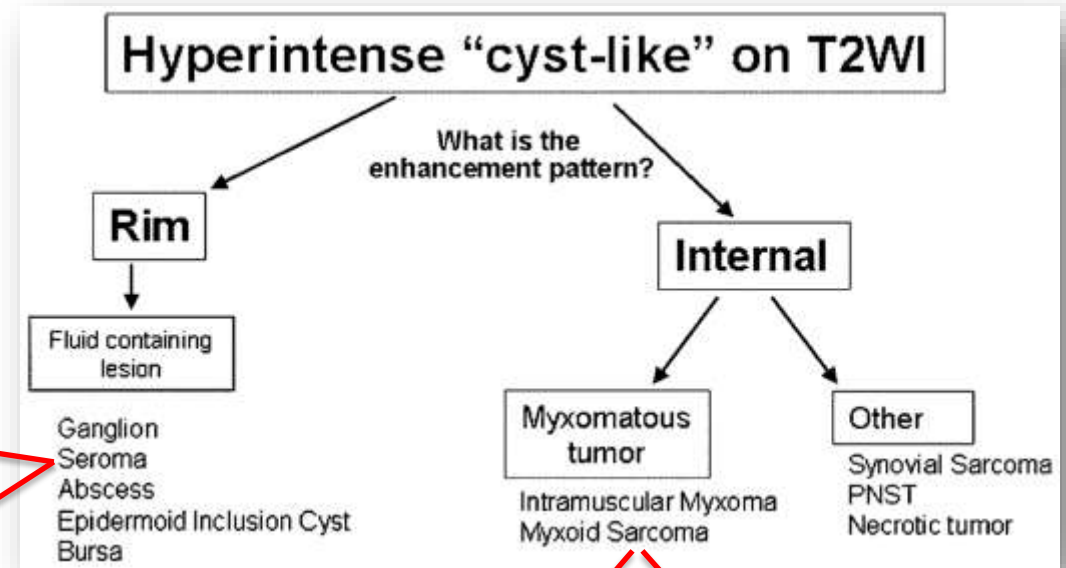 Hyperintense “cyst-like” on T2WI
What is the
enhancement pattern?
Rim
Internal
Fluid containing
lesion
Ganglion
Seroma
Abscess
Epidermoid Inclusion Cyst
Bursa
Myxomatous
tumor
Intramuscular Myxoma
Myxoid Sarcoma
Other
Synovial Sarcoma
PNST
Necrotic tumor